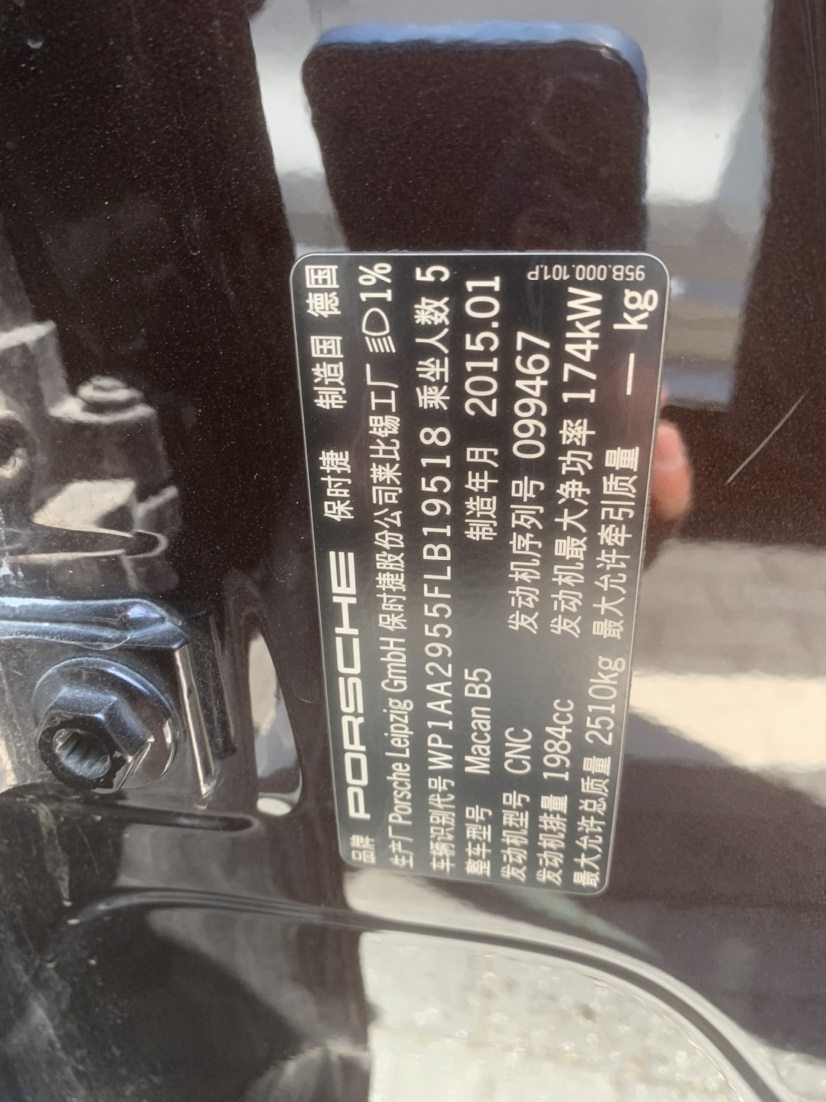 品牌 PORSCHE 保时捷 制造国 德国
生产厂 Porsche Leipzig GmbH 保时捷股份公司莱比锡工厂 1%
车辆识别代号 WP1AA2955FLB19518 乘坐人数 5
整车型号 Macan B5 制造年月 2015.01
发动机型号 CNC 发动机序列号 099467
发动机排量 1984cc 发动机最大净功率 174kW
最大允许总质量 2510kg 最大允许牵引质量 — kg
95B.000.101.P